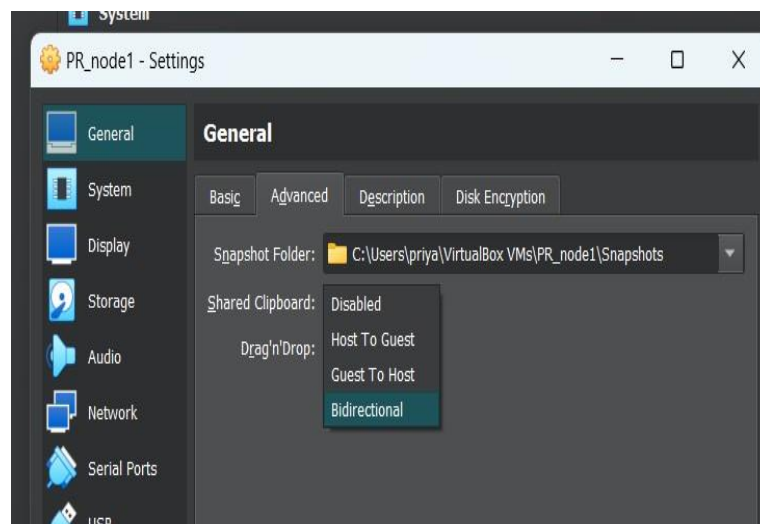 System
PR_node1 - Settings
General
General
System
Basic
Advanced
Description
Disk Encryption
Display
Snapshot Folder:
C:\Users\priya\VirtualBox VMs\PR_node1\Snapshots
Storage
Shared Clipboard:
Disabled
Host To Guest
Audio
Drag'n'Drop:
Guest To Host
Bidirectional
Network
Serial Ports
USB